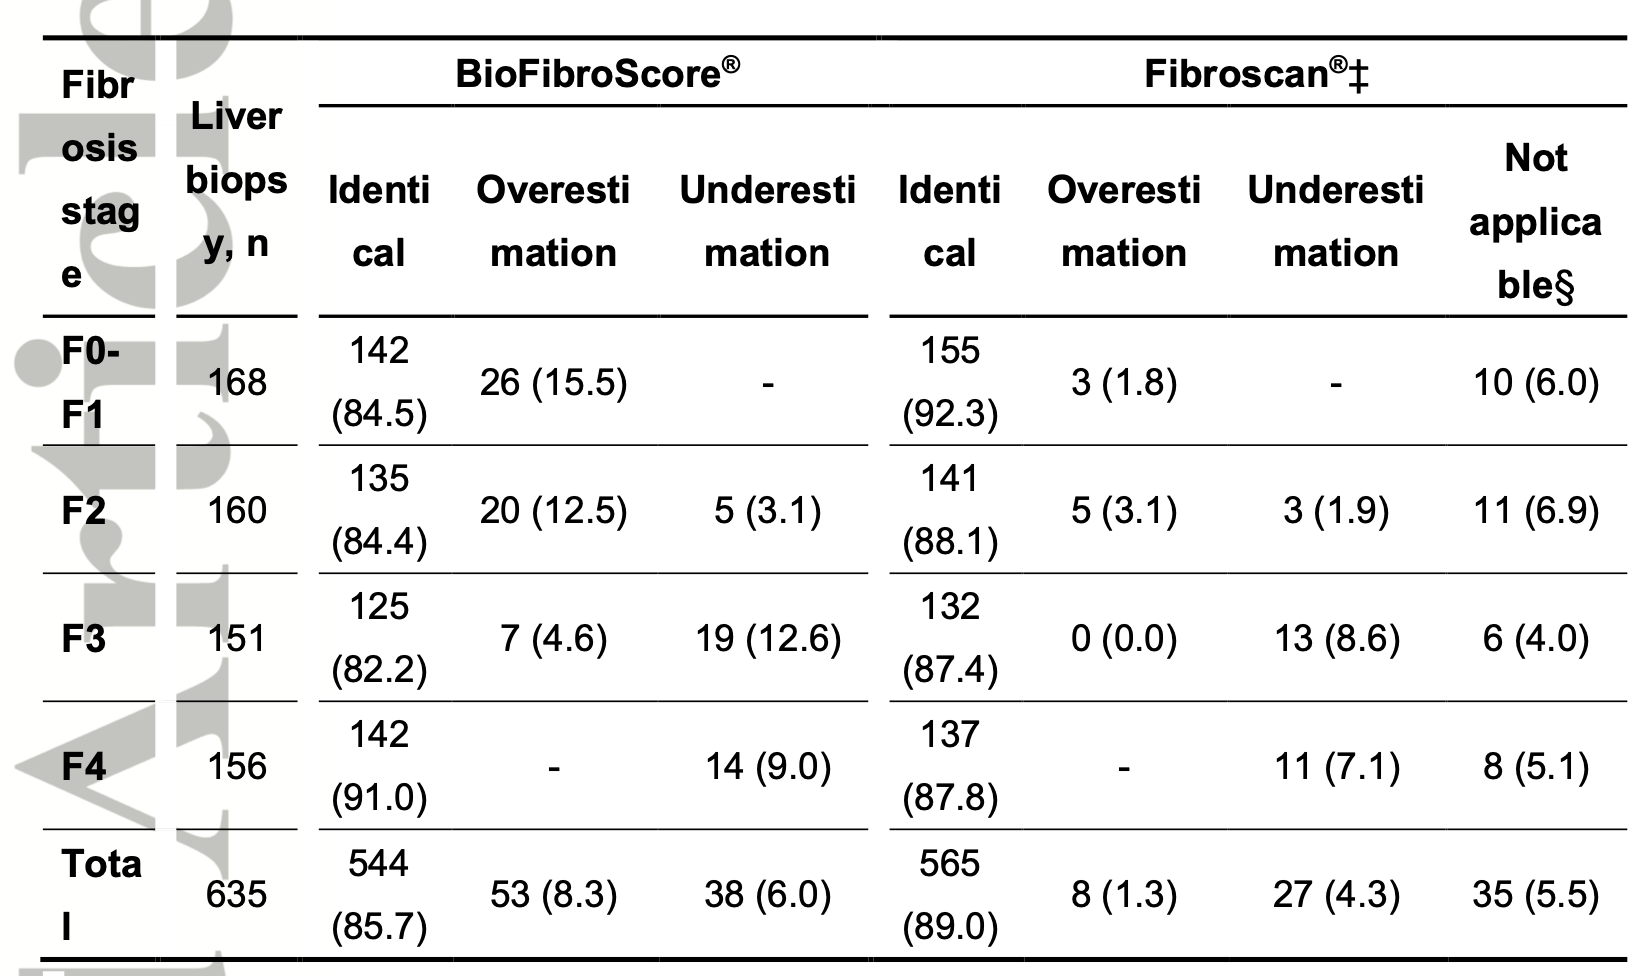 Fibrosis stage | Liver biopsy, n | BioFibroScore® | Fibroscan®‡
Identical | Overestimation | Underestimation | Identical | Overestimation | Underestimation | Not applicable§
F0-F1 | 168 | 142 (84.5) | 26 (15.5) | - | 155 (92.3) | 3 (1.8) | - | 10 (6.0)
F2 | 160 | 135 (84.4) | 20 (12.5) | 5 (3.1) | 141 (88.1) | 5 (3.1) | 3 (1.9) | 11 (6.9)
F3 | 151 | 125 (82.2) | 7 (4.6) | 19 (12.6) | 132 (87.4) | 0 (0.0) | 13 (8.6) | 6 (4.0)
F4 | 156 | 142 (91.0) | - | 14 (9.0) | 137 (87.8) | - | 11 (7.1) | 8 (5.1)
Total | 635 | 544 (85.7) | 53 (8.3) | 38 (6.0) | 565 (89.0) | 8 (1.3) | 27 (4.3) | 35 (5.5)
Article